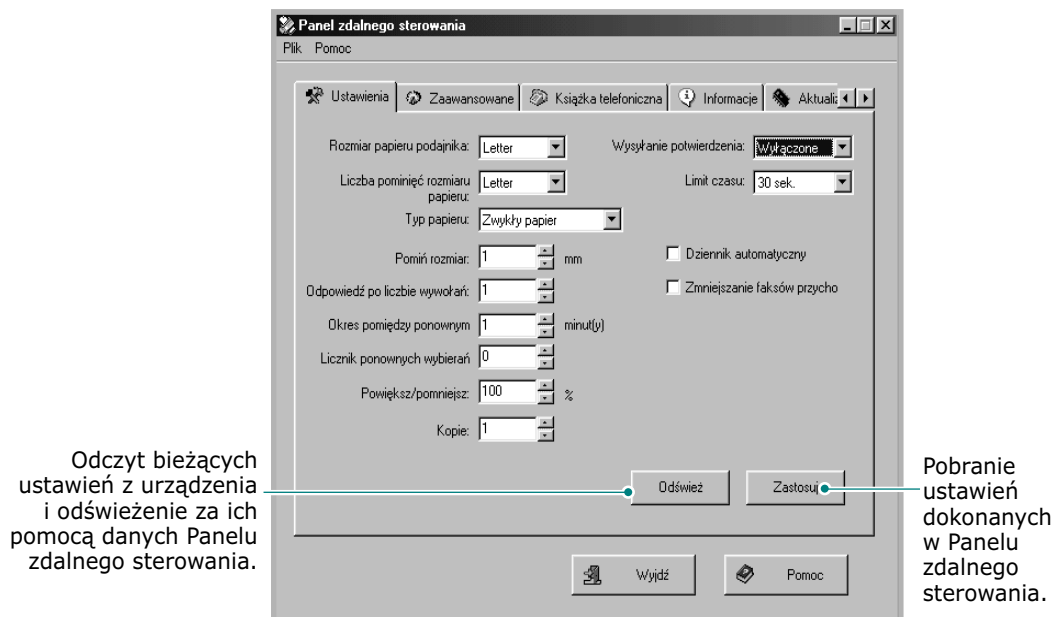 Panel zdalnego sterowania
Plik Pomoc
Ustawienia Zaawansowane Książka telefoniczna Informacje Aktualiz
Rozmiar papieru podajnika: Letter Wysyłanie potwierdzenia: Wyłączone
Liczba pominięć rozmiaru papieru: Letter Limit czasu: 30 sek.
Typ papieru: Zwykły papier
Pomiń rozmiar: 1 mm Dziennik automatyczny
Odpowiedź po liczbie wywołań: 1 Zmniejszanie faksów przycho
Okres pomiędzy ponownym 1 minut(y)
Licznik ponownych wybierań 0
Powiększ/pomniejsz: 100 %
Kopie: 1
Odśwież Zastosuj
Wyjdź Pomoc
Odczyt bieżących
ustawień z urządzenia
i odświeżenie za ich
pomocą danych Panelu
zdalnego sterowania.
Pobranie
ustawień
dokonanych
w Panelu
zdalnego
sterowania.